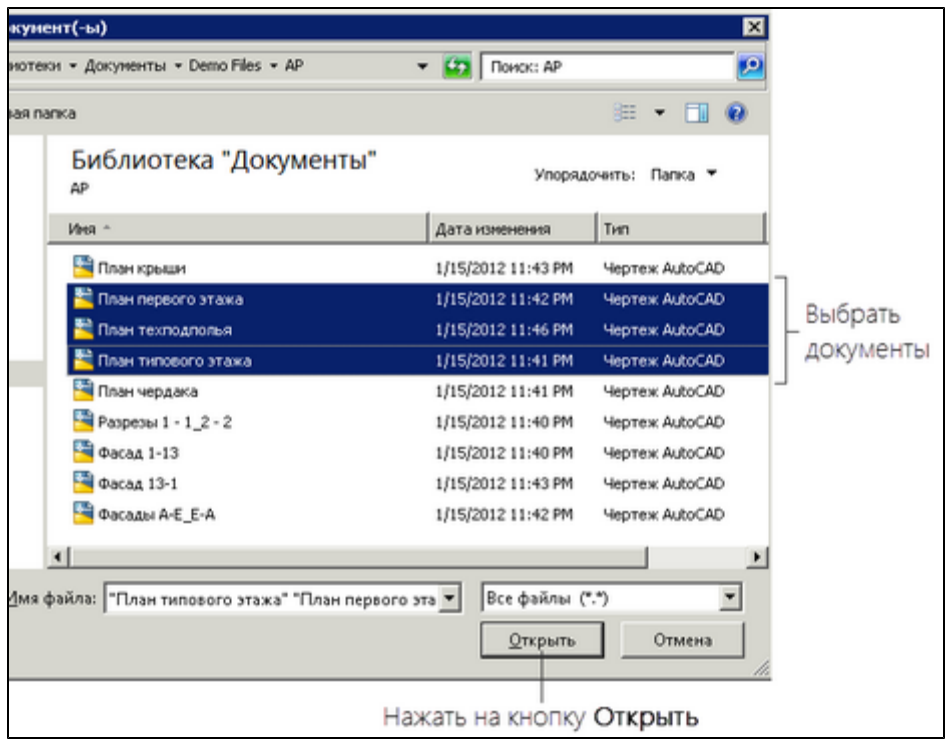 кумент(-ы)
иотеки ▾ Документы ▾ Demo Files ▾ АР Поиск: АР
вая папка
Библиотека "Документы"
АР
Упорядочить: Папка
Имя Дата изменения Тип
План крыши 1/15/2012 11:43 PM Чертеж AutoCAD
План первого этажа 1/15/2012 11:42 PM Чертеж AutoCAD
План техподполья 1/15/2012 11:46 PM Чертеж AutoCAD
План типового этажа 1/15/2012 11:41 PM Чертеж AutoCAD
План чердака 1/15/2012 11:41 PM Чертеж AutoCAD
Разрезы 1 - 1_2 - 2 1/15/2012 11:40 PM Чертеж AutoCAD
Фасад 1-13 1/15/2012 11:40 PM Чертеж AutoCAD
Фасад 13-1 1/15/2012 11:43 PM Чертеж AutoCAD
Фасады А-Е_Е-А 1/15/2012 11:42 PM Чертеж AutoCAD
Выбрать
документы
Имя файла: "План типового этажа" "План первого эта Все файлы (*.*)
Открыть Отмена
Нажать на кнопку Открыть